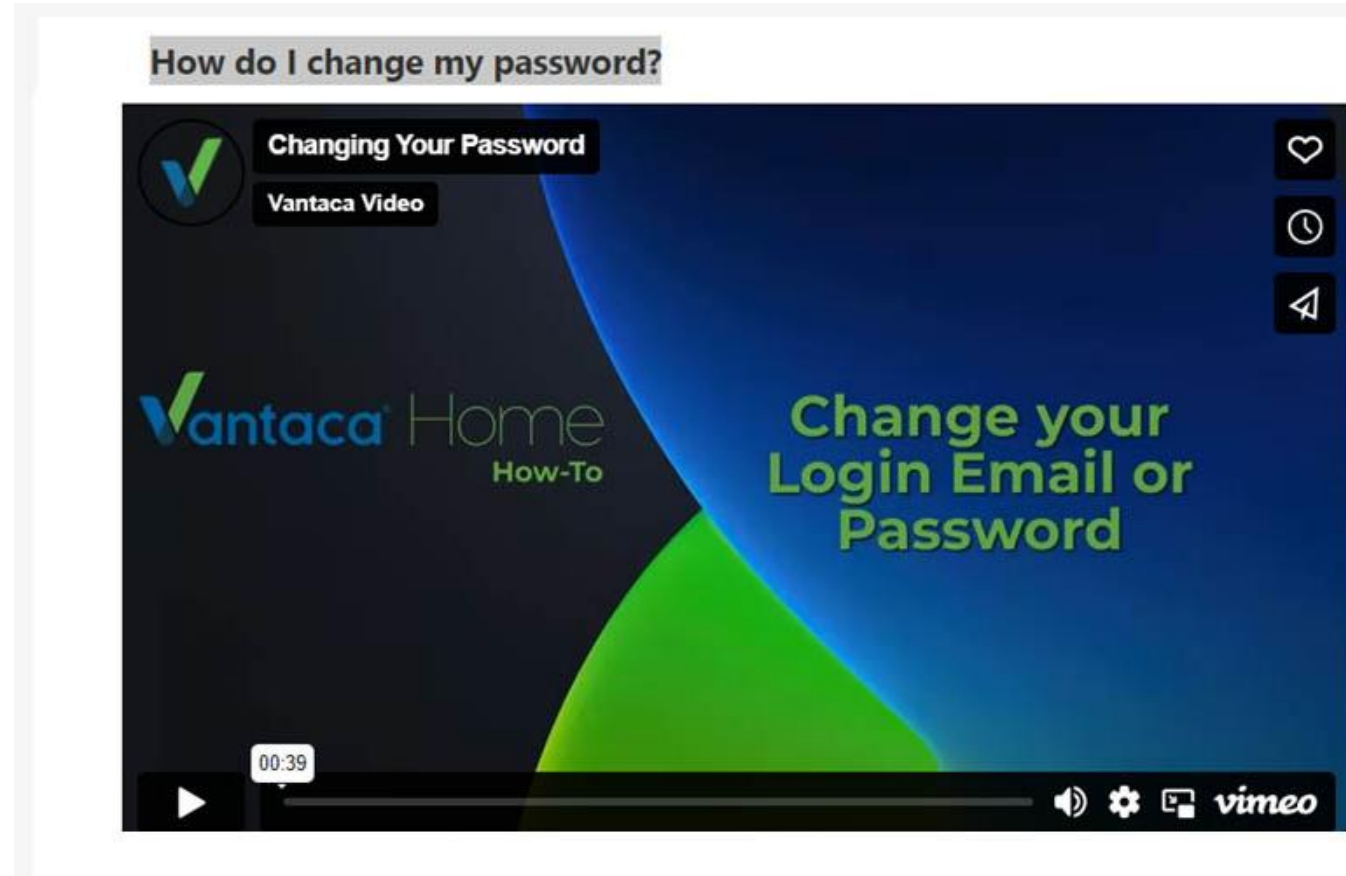 How do I change my password?
Changing Your Password
Vantaca Video
Vantaca® Home
How-To
Change your
Login Email or
Password
00:39
vimeo